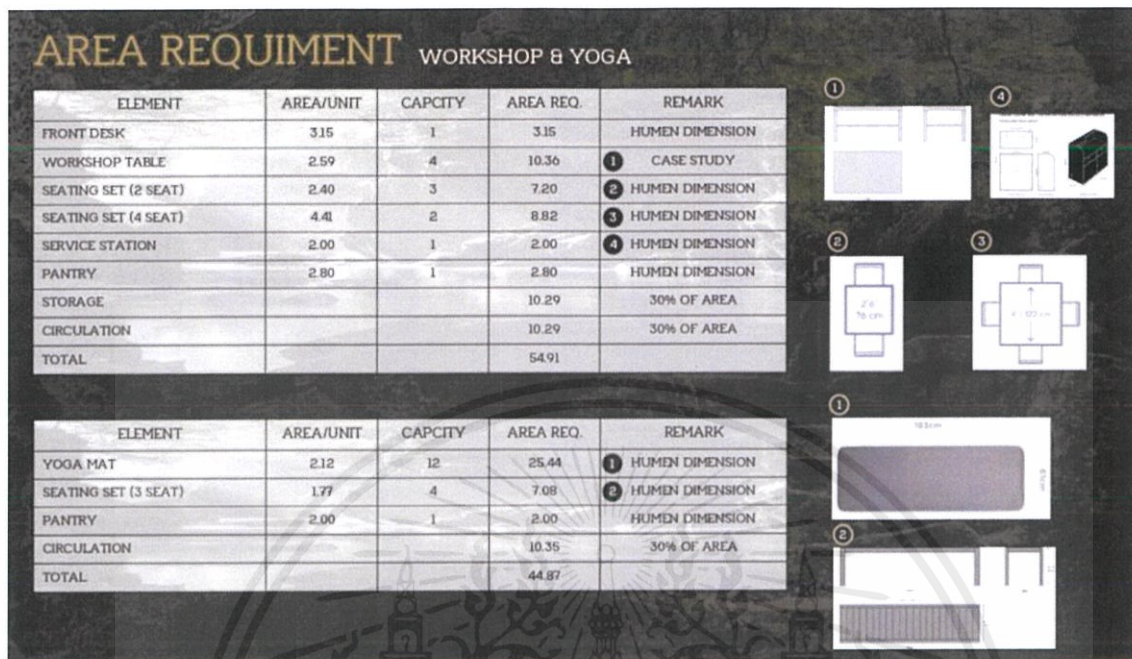 AREA REQUIMENT WORKSHOP & YOGA
ELEMENT AREA/UNIT CAPCITY AREA REQ. REMARK
FRONT DESK 3.15 1 3.15 HUMEN DIMENSION
WORKSHOP TABLE 2.59 4 10.36 1 CASE STUDY
SEATING SET (2 SEAT) 2.40 3 7.20 2 HUMEN DIMENSION
SEATING SET (4 SEAT) 4.41 2 8.82 3 HUMEN DIMENSION
SERVICE STATION 2.00 1 2.00 4 HUMEN DIMENSION
PANTRY 2.80 1 2.80 HUMEN DIMENSION
STORAGE 10.29 30% OF AREA
CIRCULATION 10.29 30% OF AREA
TOTAL 54.91
1
4
2
3
76 cm
ELEMENT AREA/UNIT CAPCITY AREA REQ. REMARK
YOGA MAT 2.12 12 25.44 1 HUMEN DIMENSION
SEATING SET (3 SEAT) 1.77 4 7.08 2 HUMEN DIMENSION
PANTRY 2.00 1 2.00 HUMEN DIMENSION
CIRCULATION 10.35 30% OF AREA
TOTAL 44.87
1
2